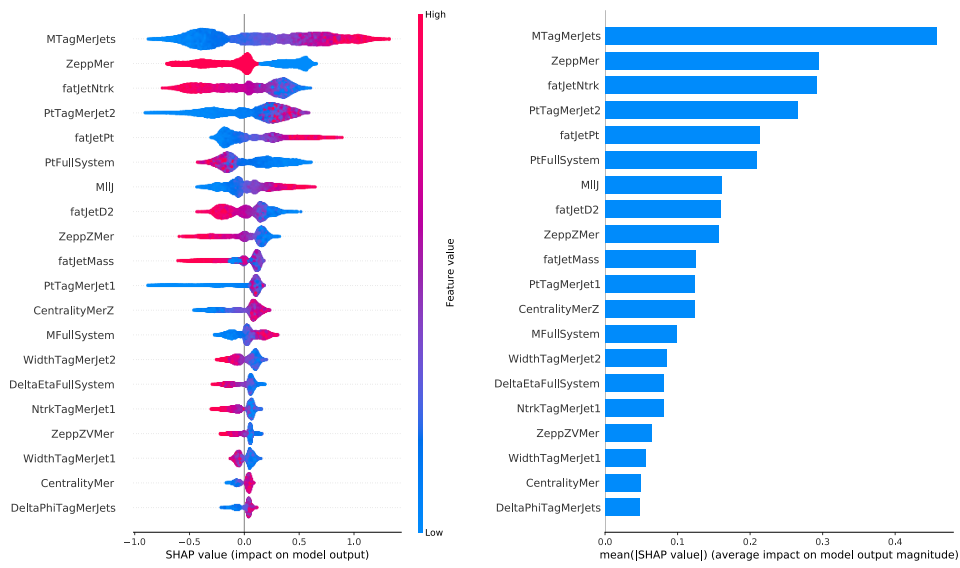 High
MTagMerJets
ZeppMer
fatJetNtrk
PtTagMerJet2
fatJetPt
PtFullSystem
MllJ
fatJetD2
ZeppZMer
fatJetMass
PtTagMerJet1
CentralityMerZ
MFullSystem
WidthTagMerJet2
DeltaEtaFullSystem
NtrkTagMerJet1
ZeppZVMer
WidthTagMerJet1
CentralityMer
DeltaPhiTagMerJets
Low
Feature value
−1.0 −0.5 0.0 0.5 1.0
SHAP value (impact on model output)
MTagMerJets
ZeppMer
fatJetNtrk
PtTagMerJet2
fatJetPt
PtFullSystem
MllJ
fatJetD2
ZeppZMer
fatJetMass
PtTagMerJet1
CentralityMerZ
MFullSystem
WidthTagMerJet2
DeltaEtaFullSystem
NtrkTagMerJet1
ZeppZVMer
WidthTagMerJet1
CentralityMer
DeltaPhiTagMerJets
0.0 0.1 0.2 0.3 0.4
mean(|SHAP value|) (average impact on model output magnitude)